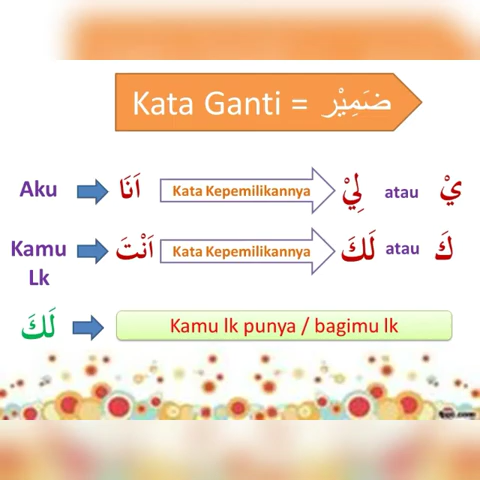 Kata Ganti = ضَمِيْر
Aku اَنَا Kata Kepemilikannya لِيْ atau يْ
Kamu Lk اَنْتَ Kata Kepemilikannya لَكَ atau كَ
لَكَ Kamu lk punya / bagimu lk